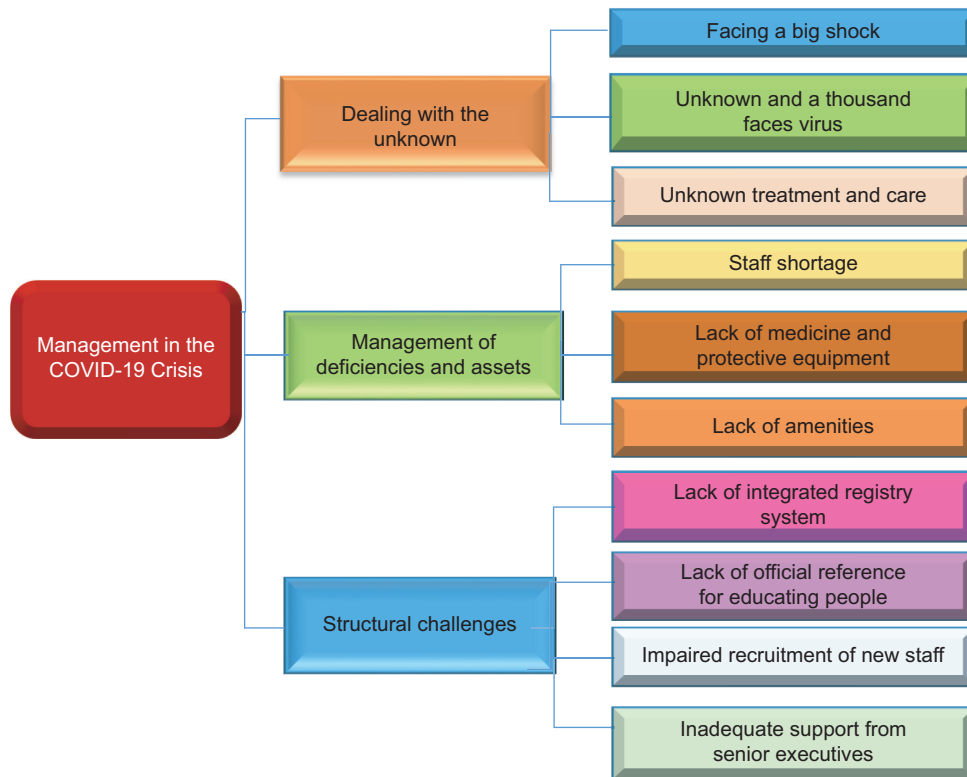 Management in the
COVID-19 Crisis
Dealing with the
unknown
Facing a big shock
Unknown and a thousand
faces virus
Unknown treatment and care
Management of
deficiencies and assets
Staff shortage
Lack of medicine and
protective equipment
Lack of amenities
Structural challenges
Lack of integrated registry
system
Lack of official reference
for educating people
Impaired recruitment of new staff
Inadequate support from
senior executives